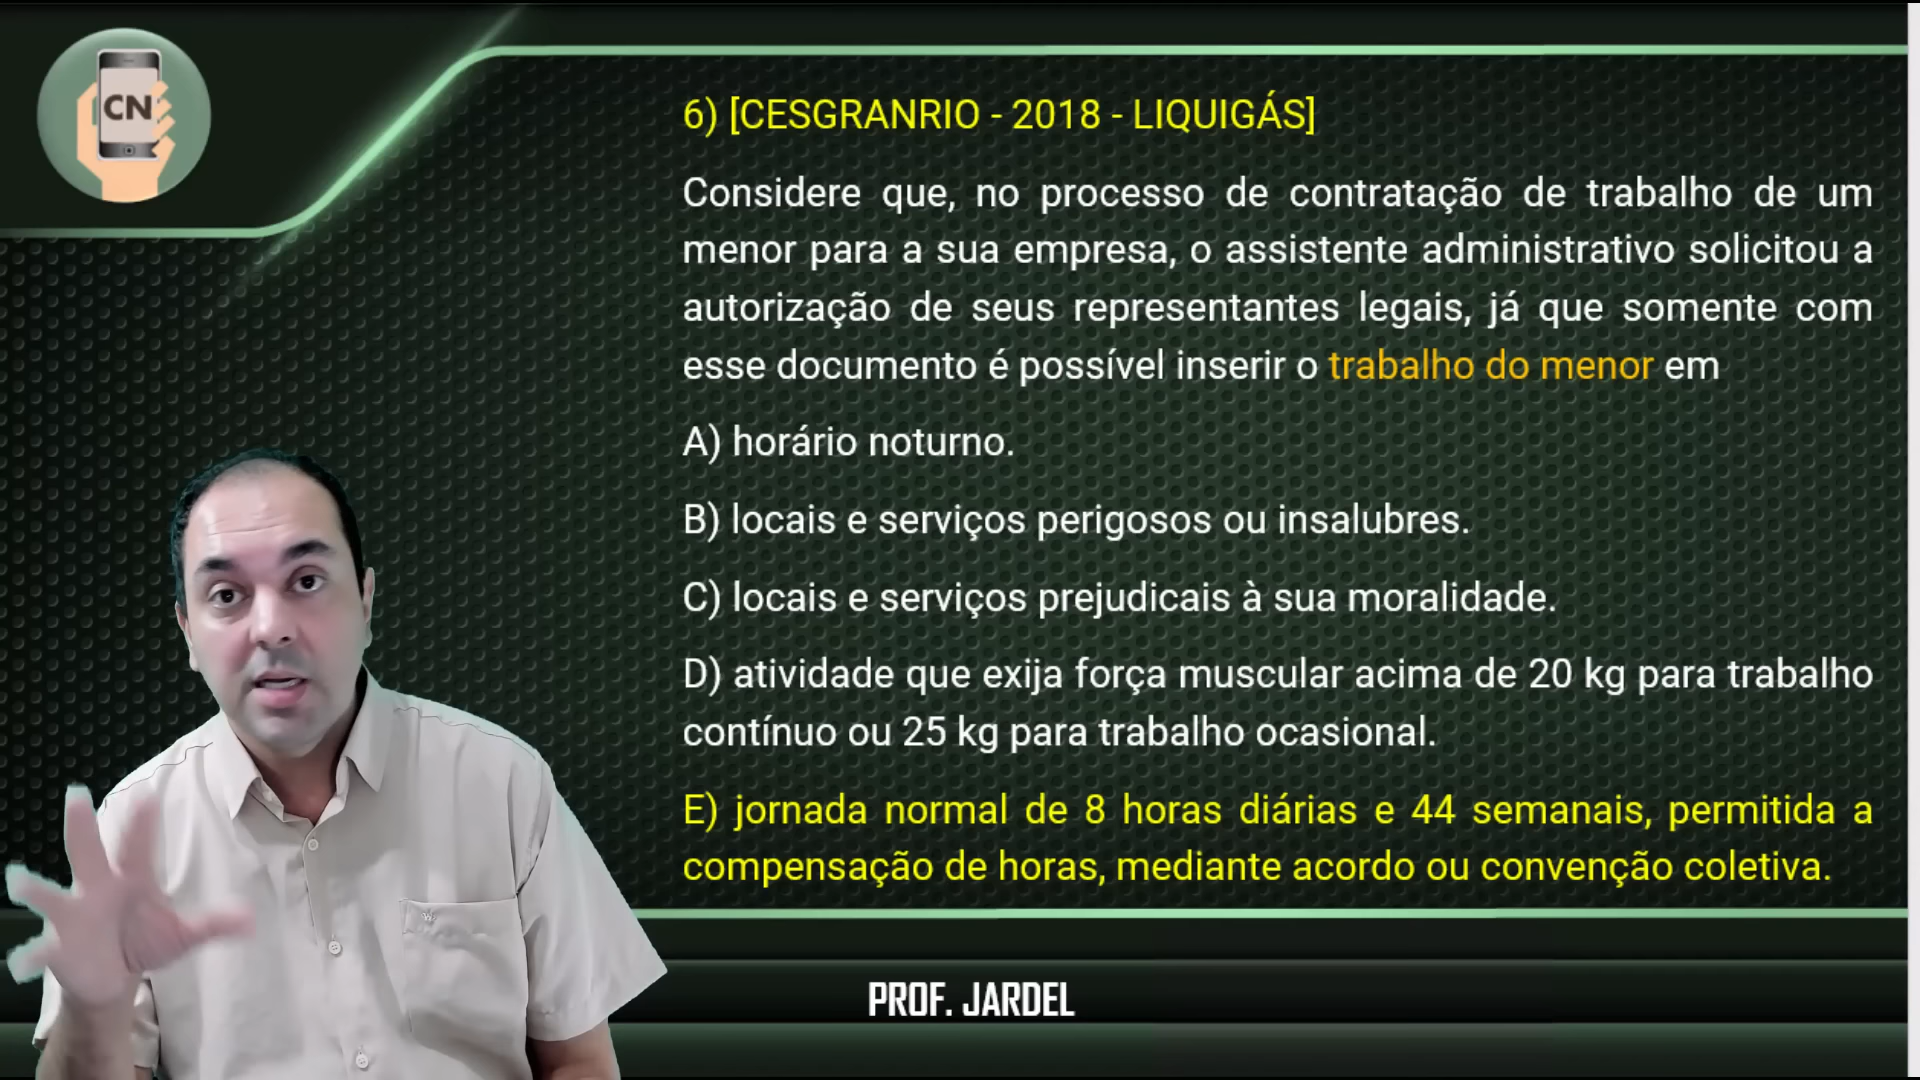 CN
6) [CESGRANRIO - 2018 - LIQUIGÁS]
Considere que, no processo de contratação de trabalho de um
menor para a sua empresa, o assistente administrativo solicitou a
autorização de seus representantes legais, já que somente com
esse documento é possível inserir o trabalho do menor em
A) horário noturno.
B) locais e serviços perigosos ou insalubres.
C) locais e serviços prejudicais à sua moralidade.
D) atividade que exija força muscular acima de 20 kg para trabalho
contínuo ou 25 kg para trabalho ocasional.
E) jornada normal de 8 horas diárias e 44 semanais, permitida a
compensação de horas, mediante acordo ou convenção coletiva.
PROF. JARDEL